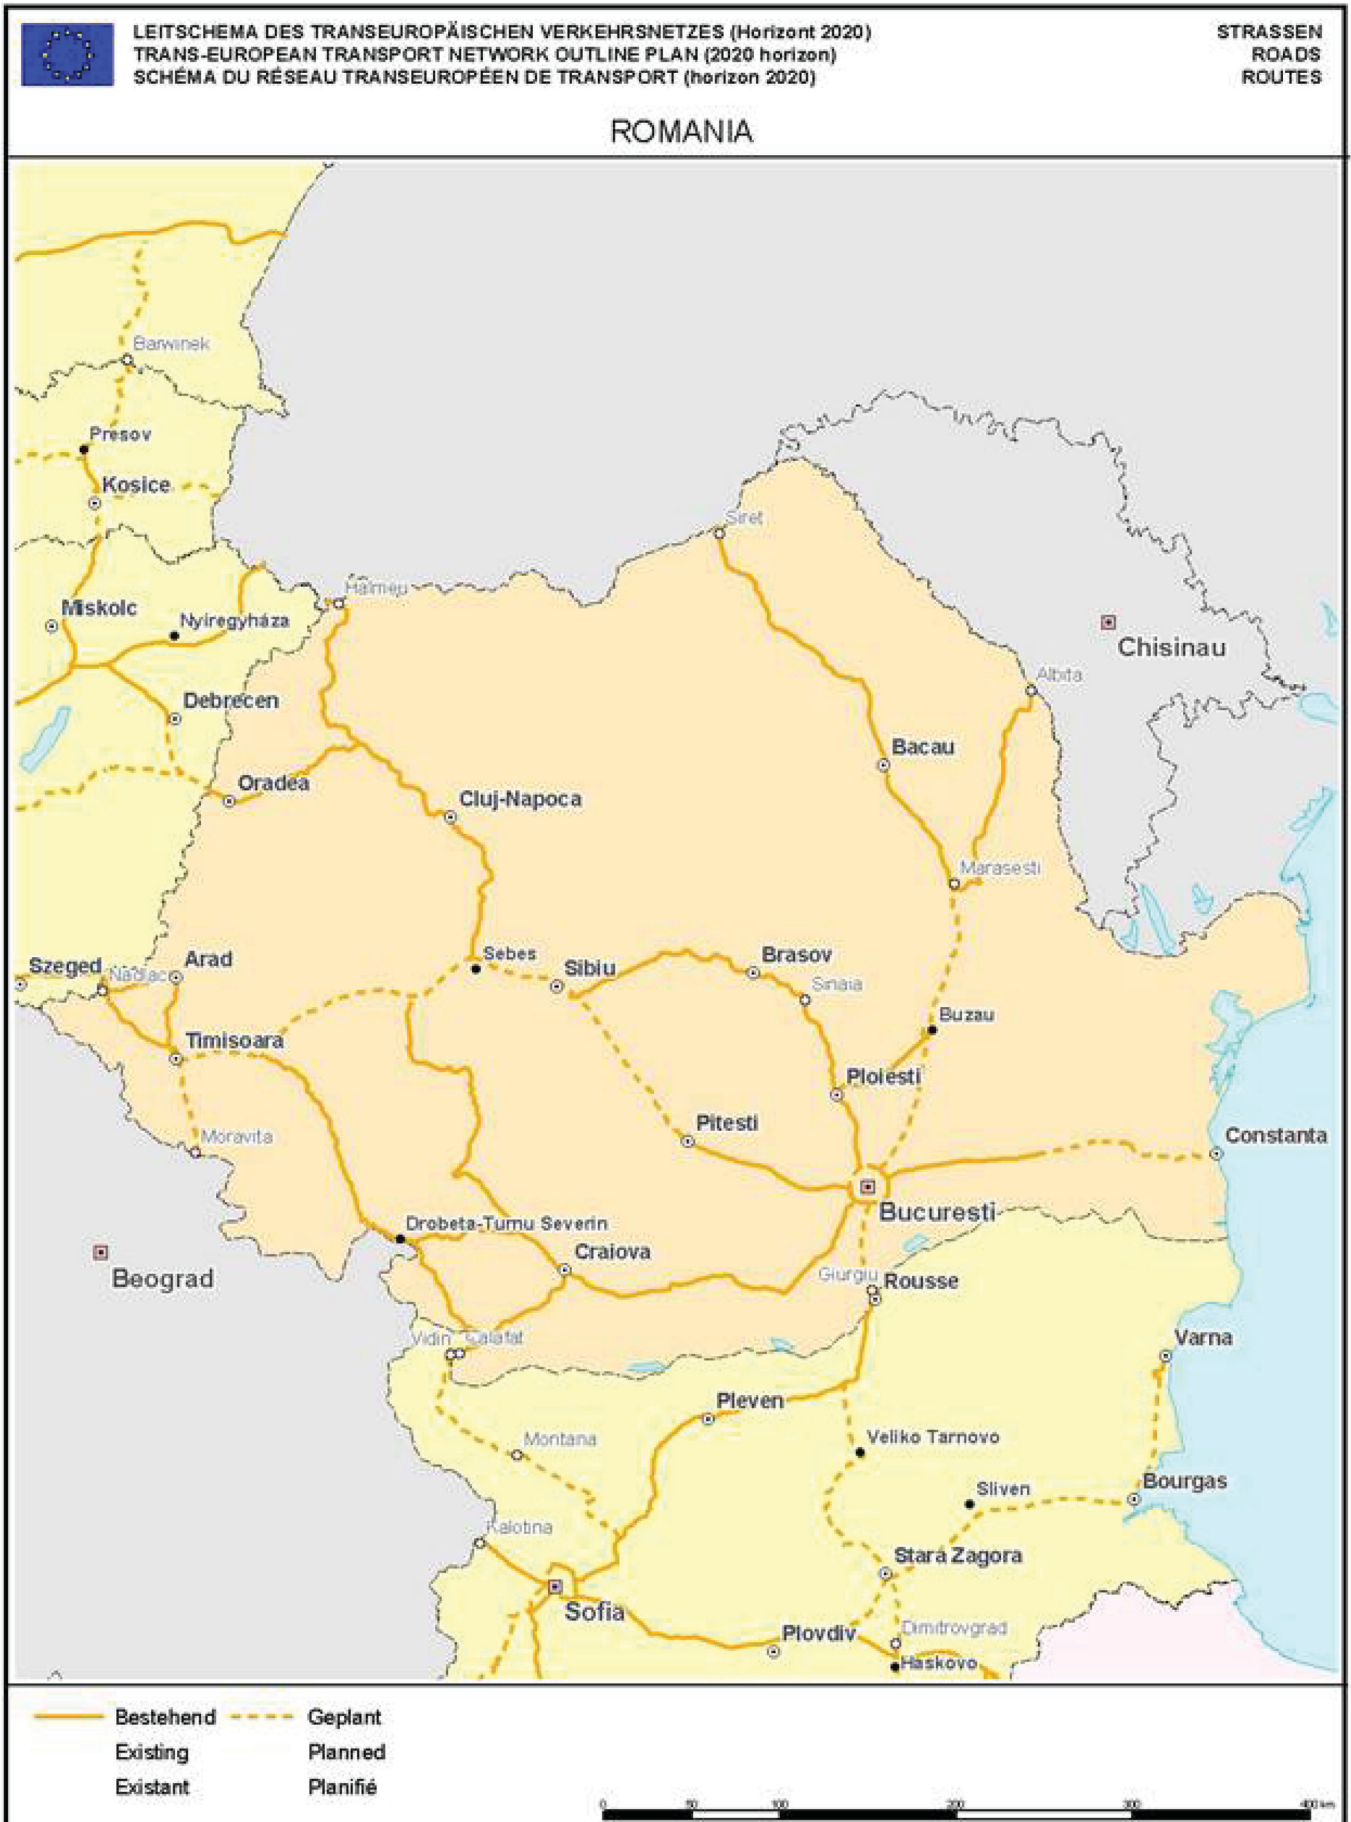 LEITSCHEMA DES TRANSEUROPÄISCHEN VERKEHRSNETZES (Horizont 2020)
TRANS-EUROPEAN TRANSPORT NETWORK OUTLINE PLAN (2020 horizon)
SCHÉMA DU RÉSEAU TRANSEUROPÉEN DE TRANSPORT (horizon 2020)
STRASSEN
ROADS
ROUTES
ROMANIA
Barwinek
Presov
Kosice
Siret
Halmeju
Miskolc
Nyíregyháza
Chisinau
Albita
Debrecen
Bacau
Oradea
Cluj-Napoca
Marasesti
Sebes
Brasov
Szeged
Nadlac
Arad
Sibiu
Sinaia
Buzau
Timisoara
Ploiesti
Pitesti
Moravita
Constanta
Bucuresti
Drobeta-Turnu Severin
Craiova
Beograd
Giurgiu
Rousse
Vidin
Calafat
Varna
Pleven
Montana
Veliko Tarnovo
Bourgas
Sliven
Kalotina
Stara Zagora
Sofia
Plovdiv
Dimitrovgrad
Haskovo
Bestehend
Geplant
Existing
Planned
Existant
Planifié
0 50 100 200 300 400 km